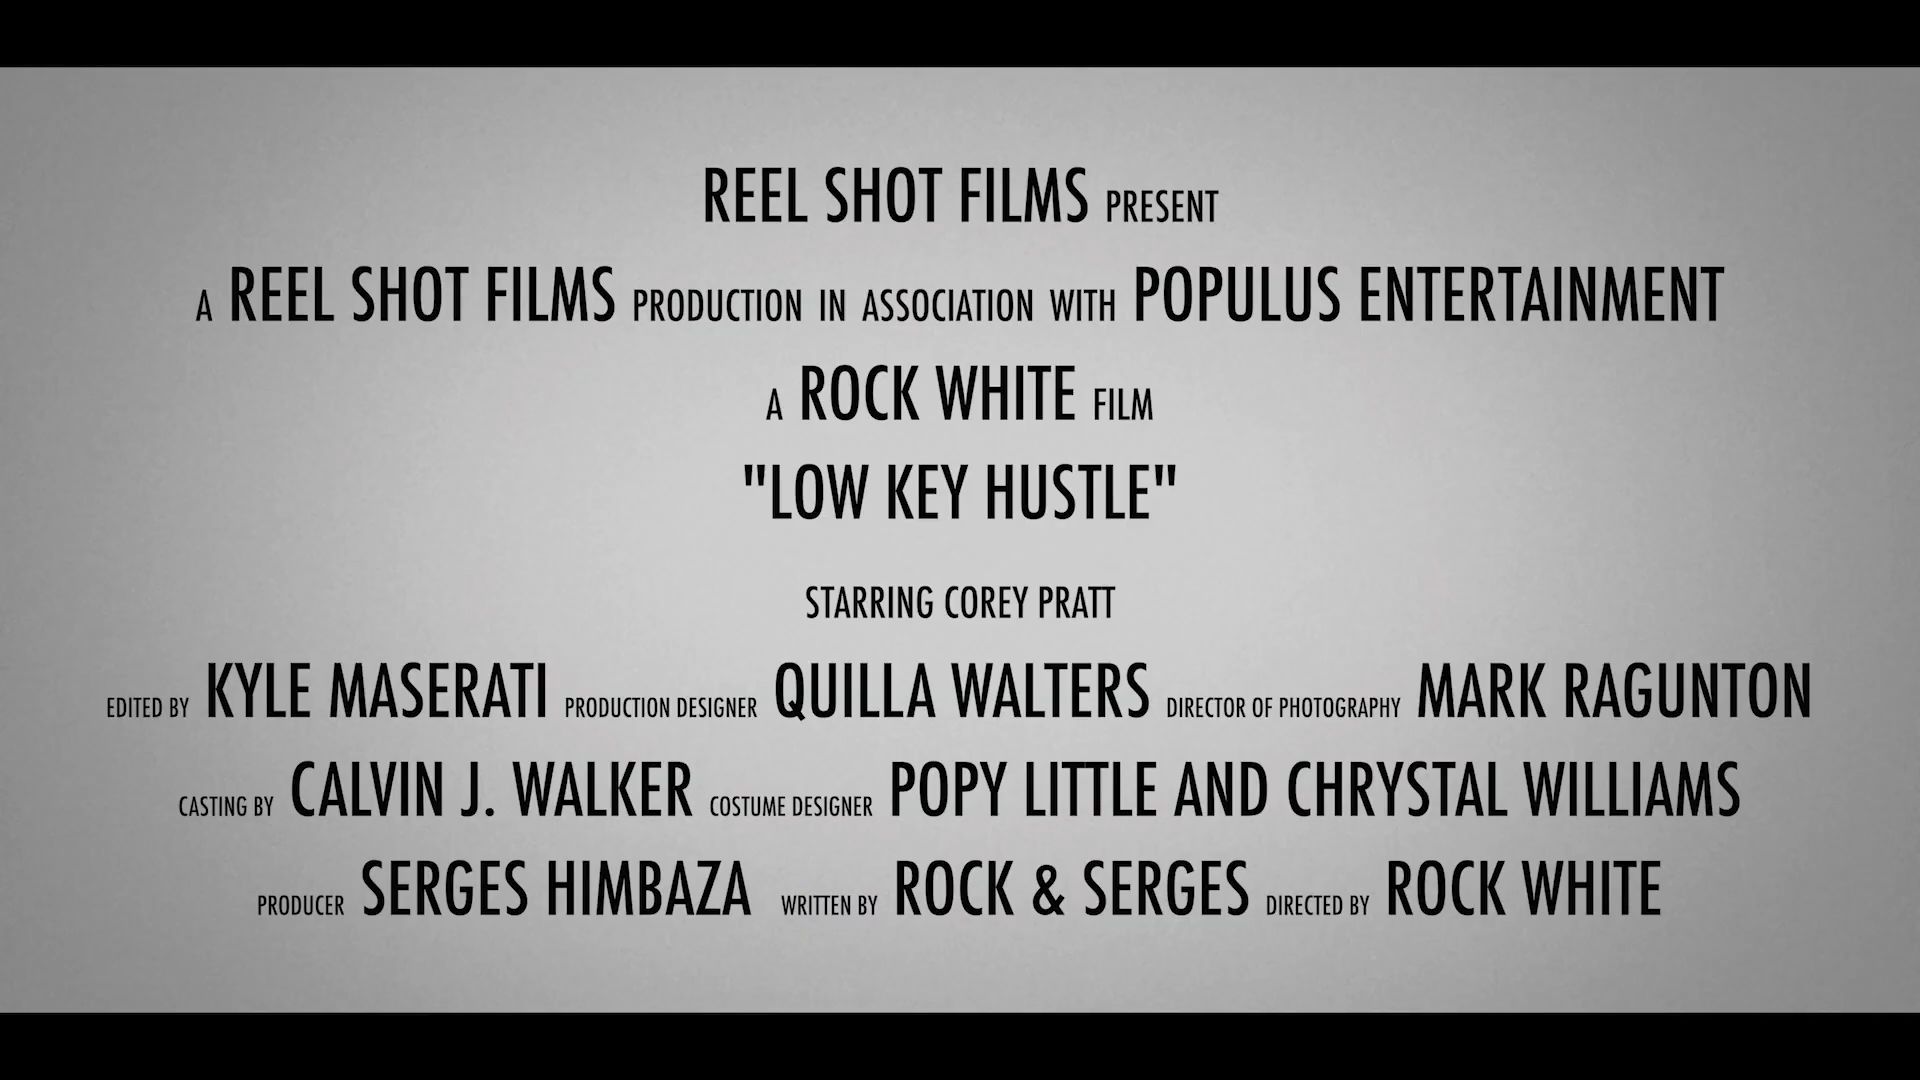 REEL SHOT FILMS PRESENT
A REEL SHOT FILMS PRODUCTION IN ASSOCIATION WITH POPULUS ENTERTAINMENT
A ROCK WHITE FILM
"LOW KEY HUSTLE"
STARRING COREY PRATT
EDITED BY KYLE MASERATI PRODUCTION DESIGNER QUILLA WALTERS DIRECTOR OF PHOTOGRAPHY MARK RAGUNTON
CASTING BY CALVIN J. WALKER COSTUME DESIGNER POPY LITTLE AND CHRYSTAL WILLIAMS
PRODUCER SERGES HIMBAZA WRITTEN BY ROCK & SERGES DIRECTED BY ROCK WHITE